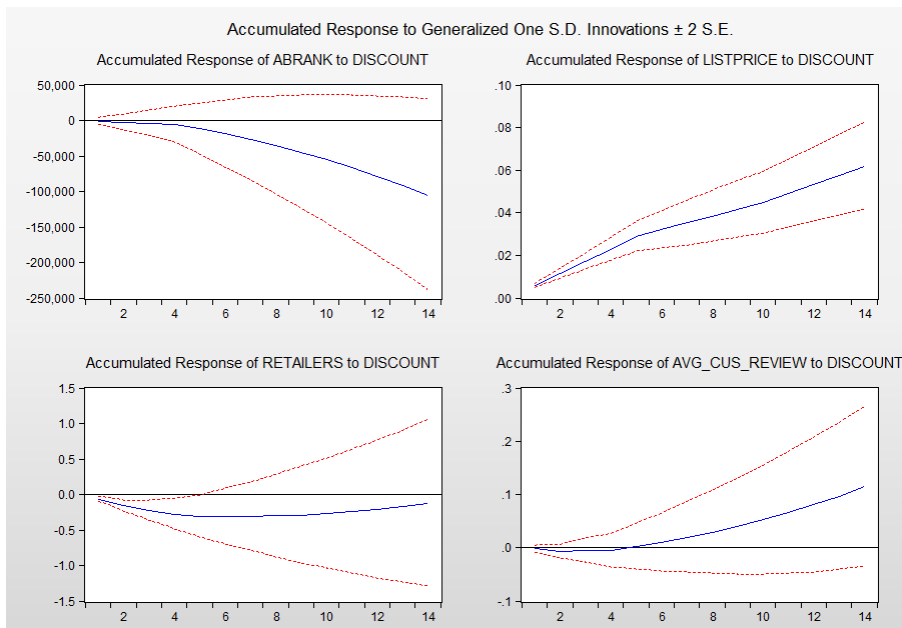 Accumulated Response to Generalized One S.D. Innovations ± 2 S.E.
Accumulated Response of ABRANK to DISCOUNT
50,000
0
-50,000
-100,000
-150,000
-200,000
-250,000
2 4 6 8 10 12 14
Accumulated Response of LISTPRICE to DISCOUNT
.10
.08
.06
.04
.02
.00
2 4 6 8 10 12 14
Accumulated Response of RETAILERS to DISCOUNT
1.5
1.0
0.5
0.0
-0.5
-1.0
-1.5
2 4 6 8 10 12 14
Accumulated Response of AVG_CUS_REVIEW to DISCOUNT
.3
.2
.1
.0
-.1
2 4 6 8 10 12 14